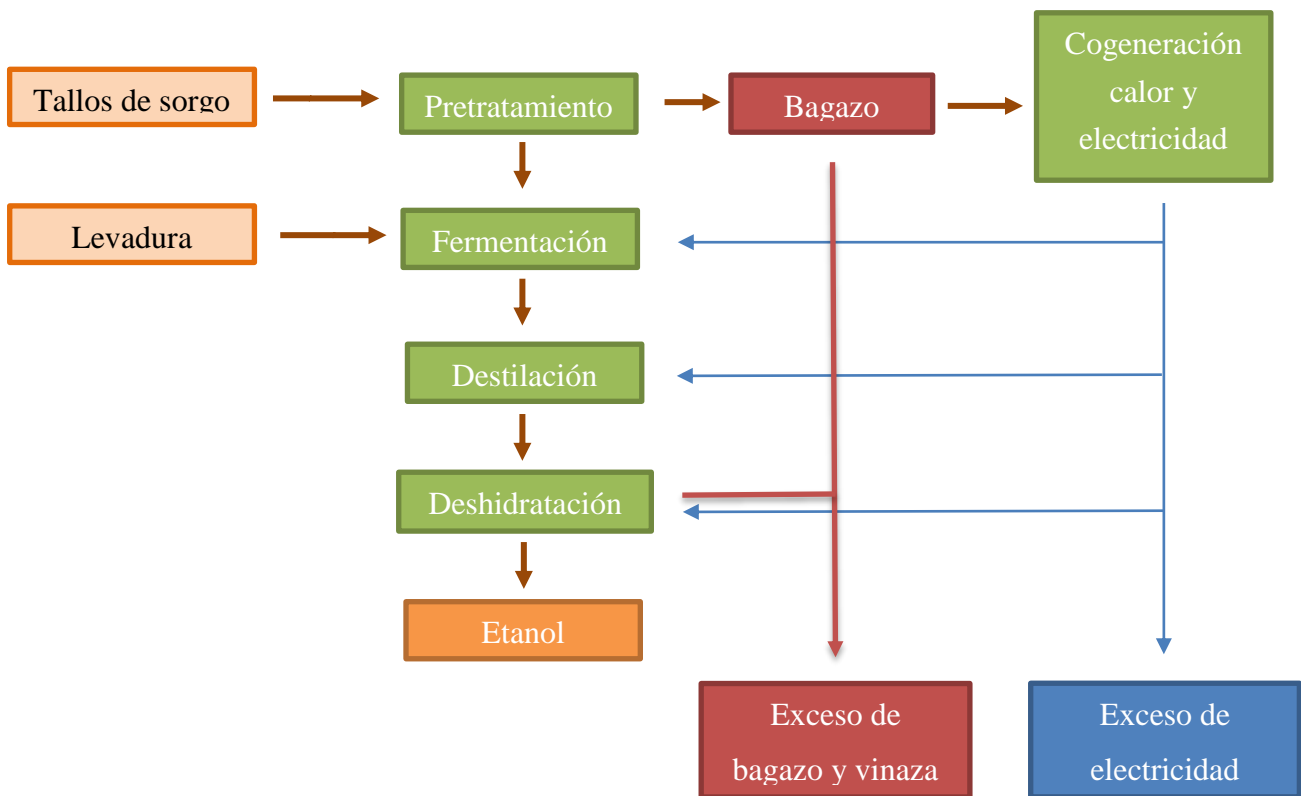 Tallos de sorgo
Pretratamiento
Bagazo
Cogeneración
calor y
electricidad
Levadura
Fermentación
Destilación
Deshidratación
Etanol
Exceso de
bagazo y vinaza
Exceso de
electricidad